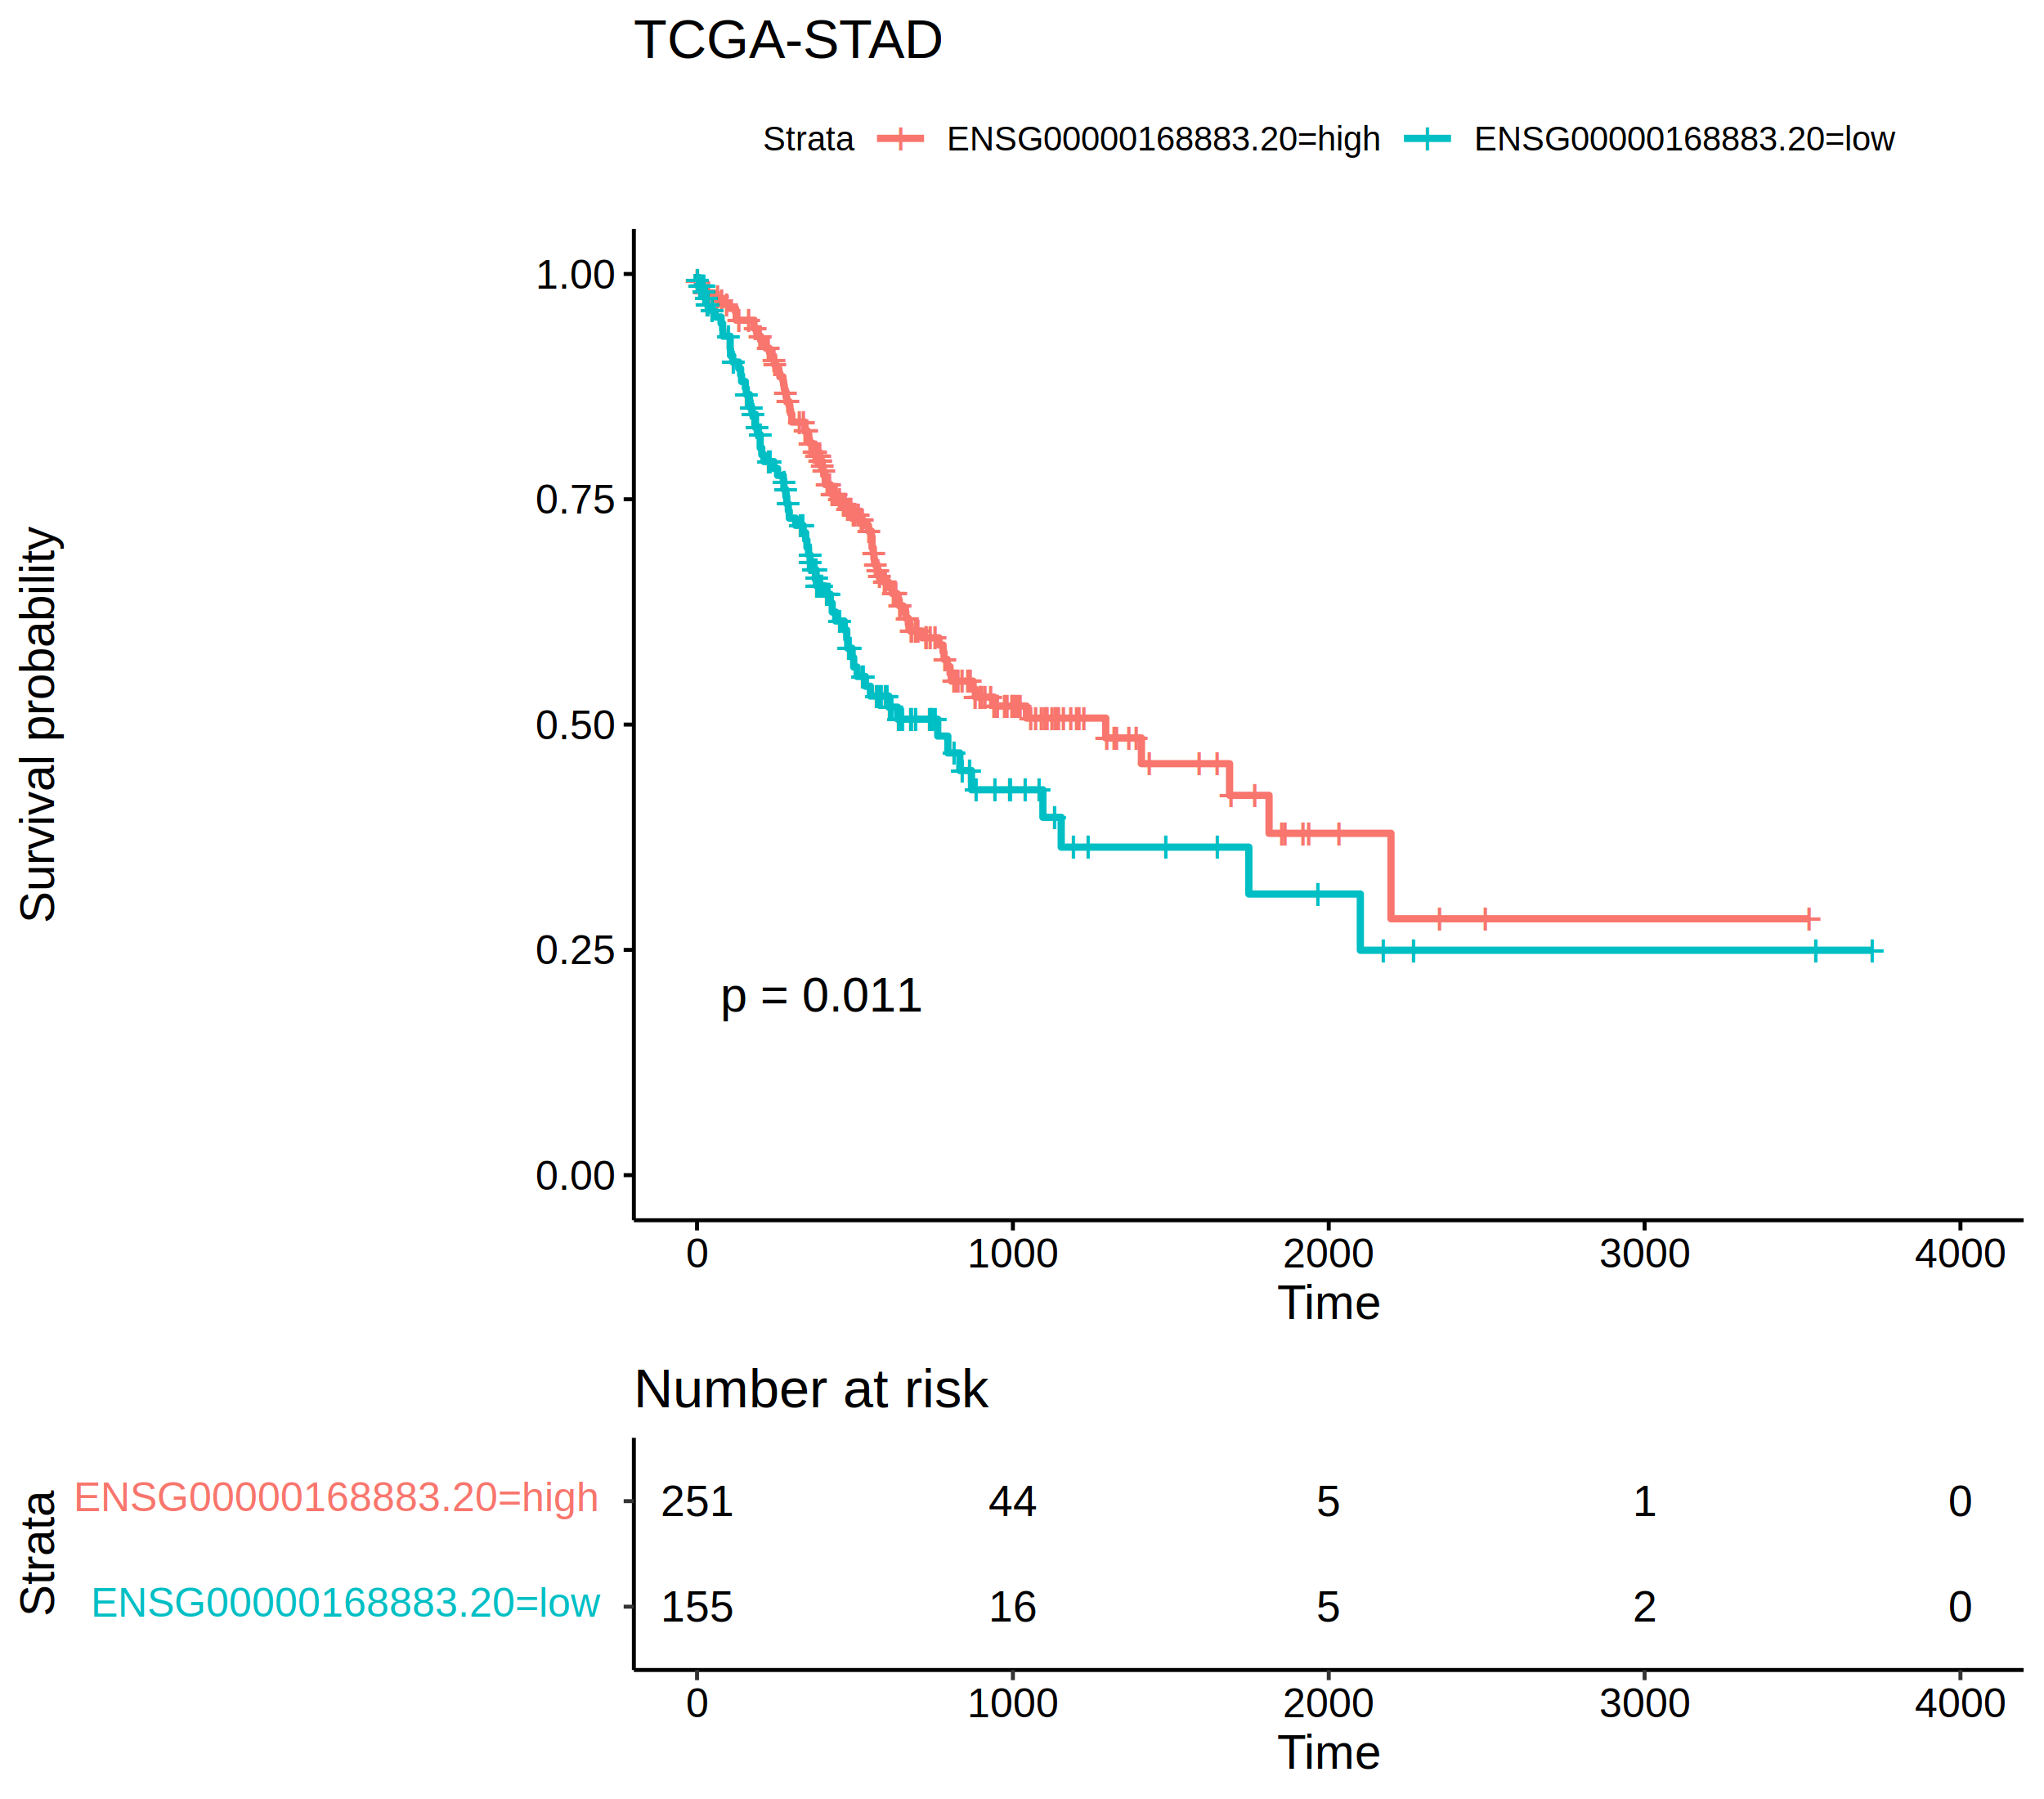 TCGA-STAD
Strata ENSG00000168883.20=high ENSG00000168883.20=low
Survival probability
1.00
0.75
0.50
0.25
0.00
p = 0.011
0 1000 2000 3000 4000
Time
Number at risk
Strata
ENSG00000168883.20=high 251 44 5 1 0
ENSG00000168883.20=low 155 16 5 2 0
0 1000 2000 3000 4000
Time